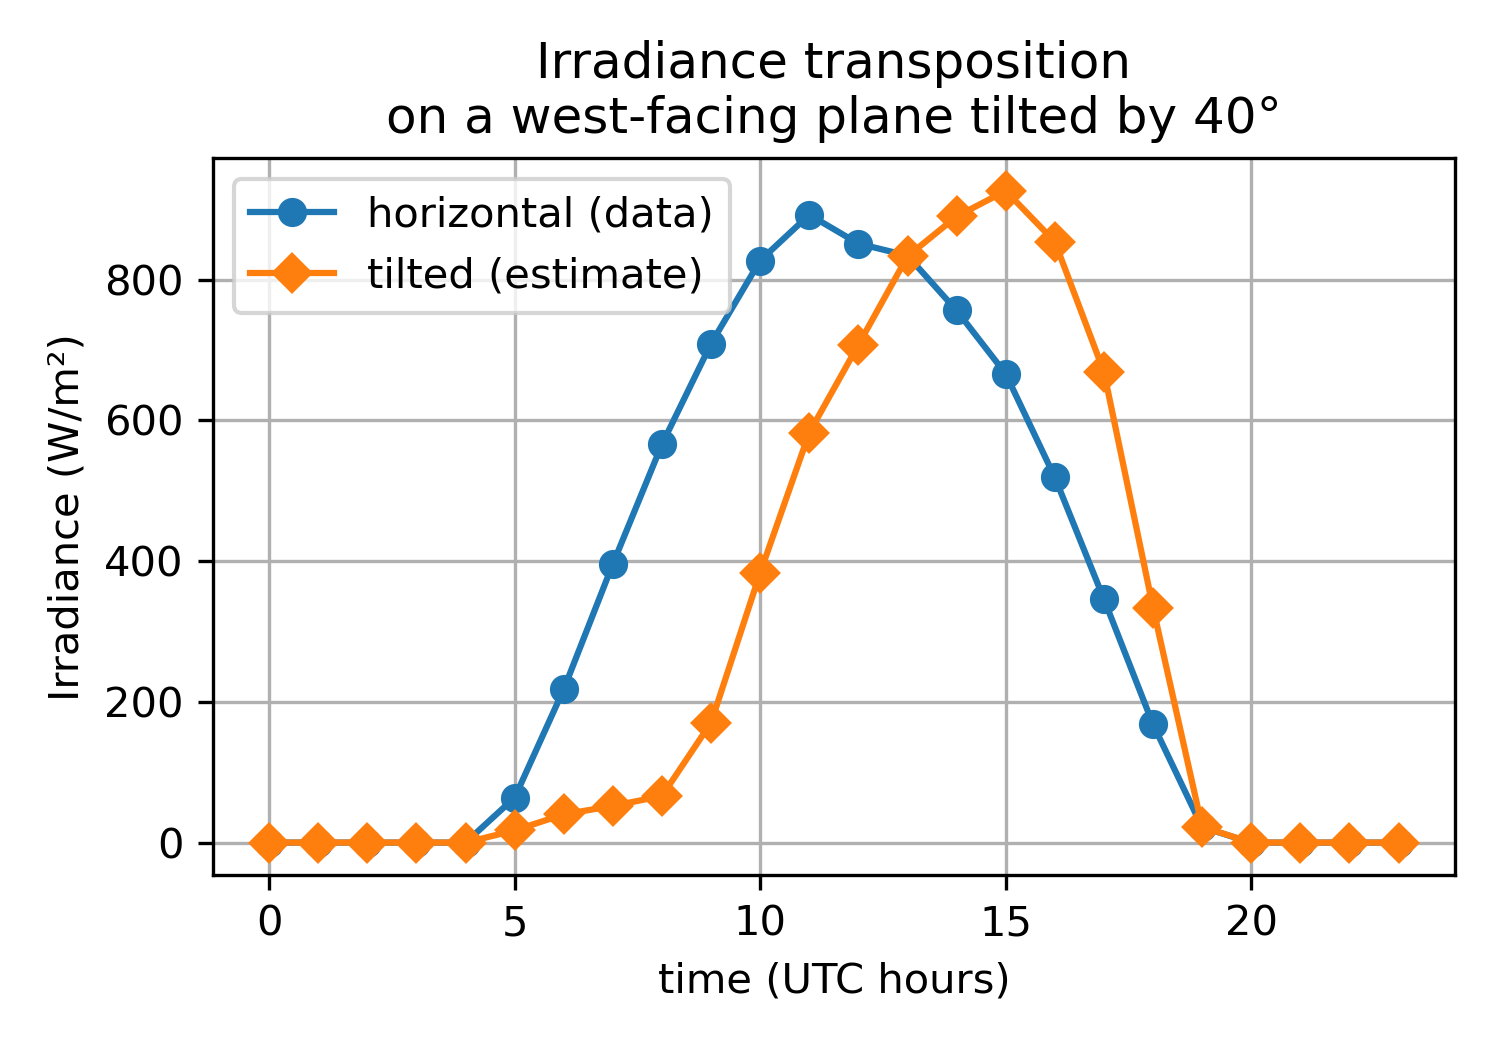 Irradiance transposition
on a west-facing plane tilted by 40°
horizontal (data)
tilted (estimate)
Irradiance (W/m²)
800
600
400
200
0
0 5 10 15 20
time (UTC hours)